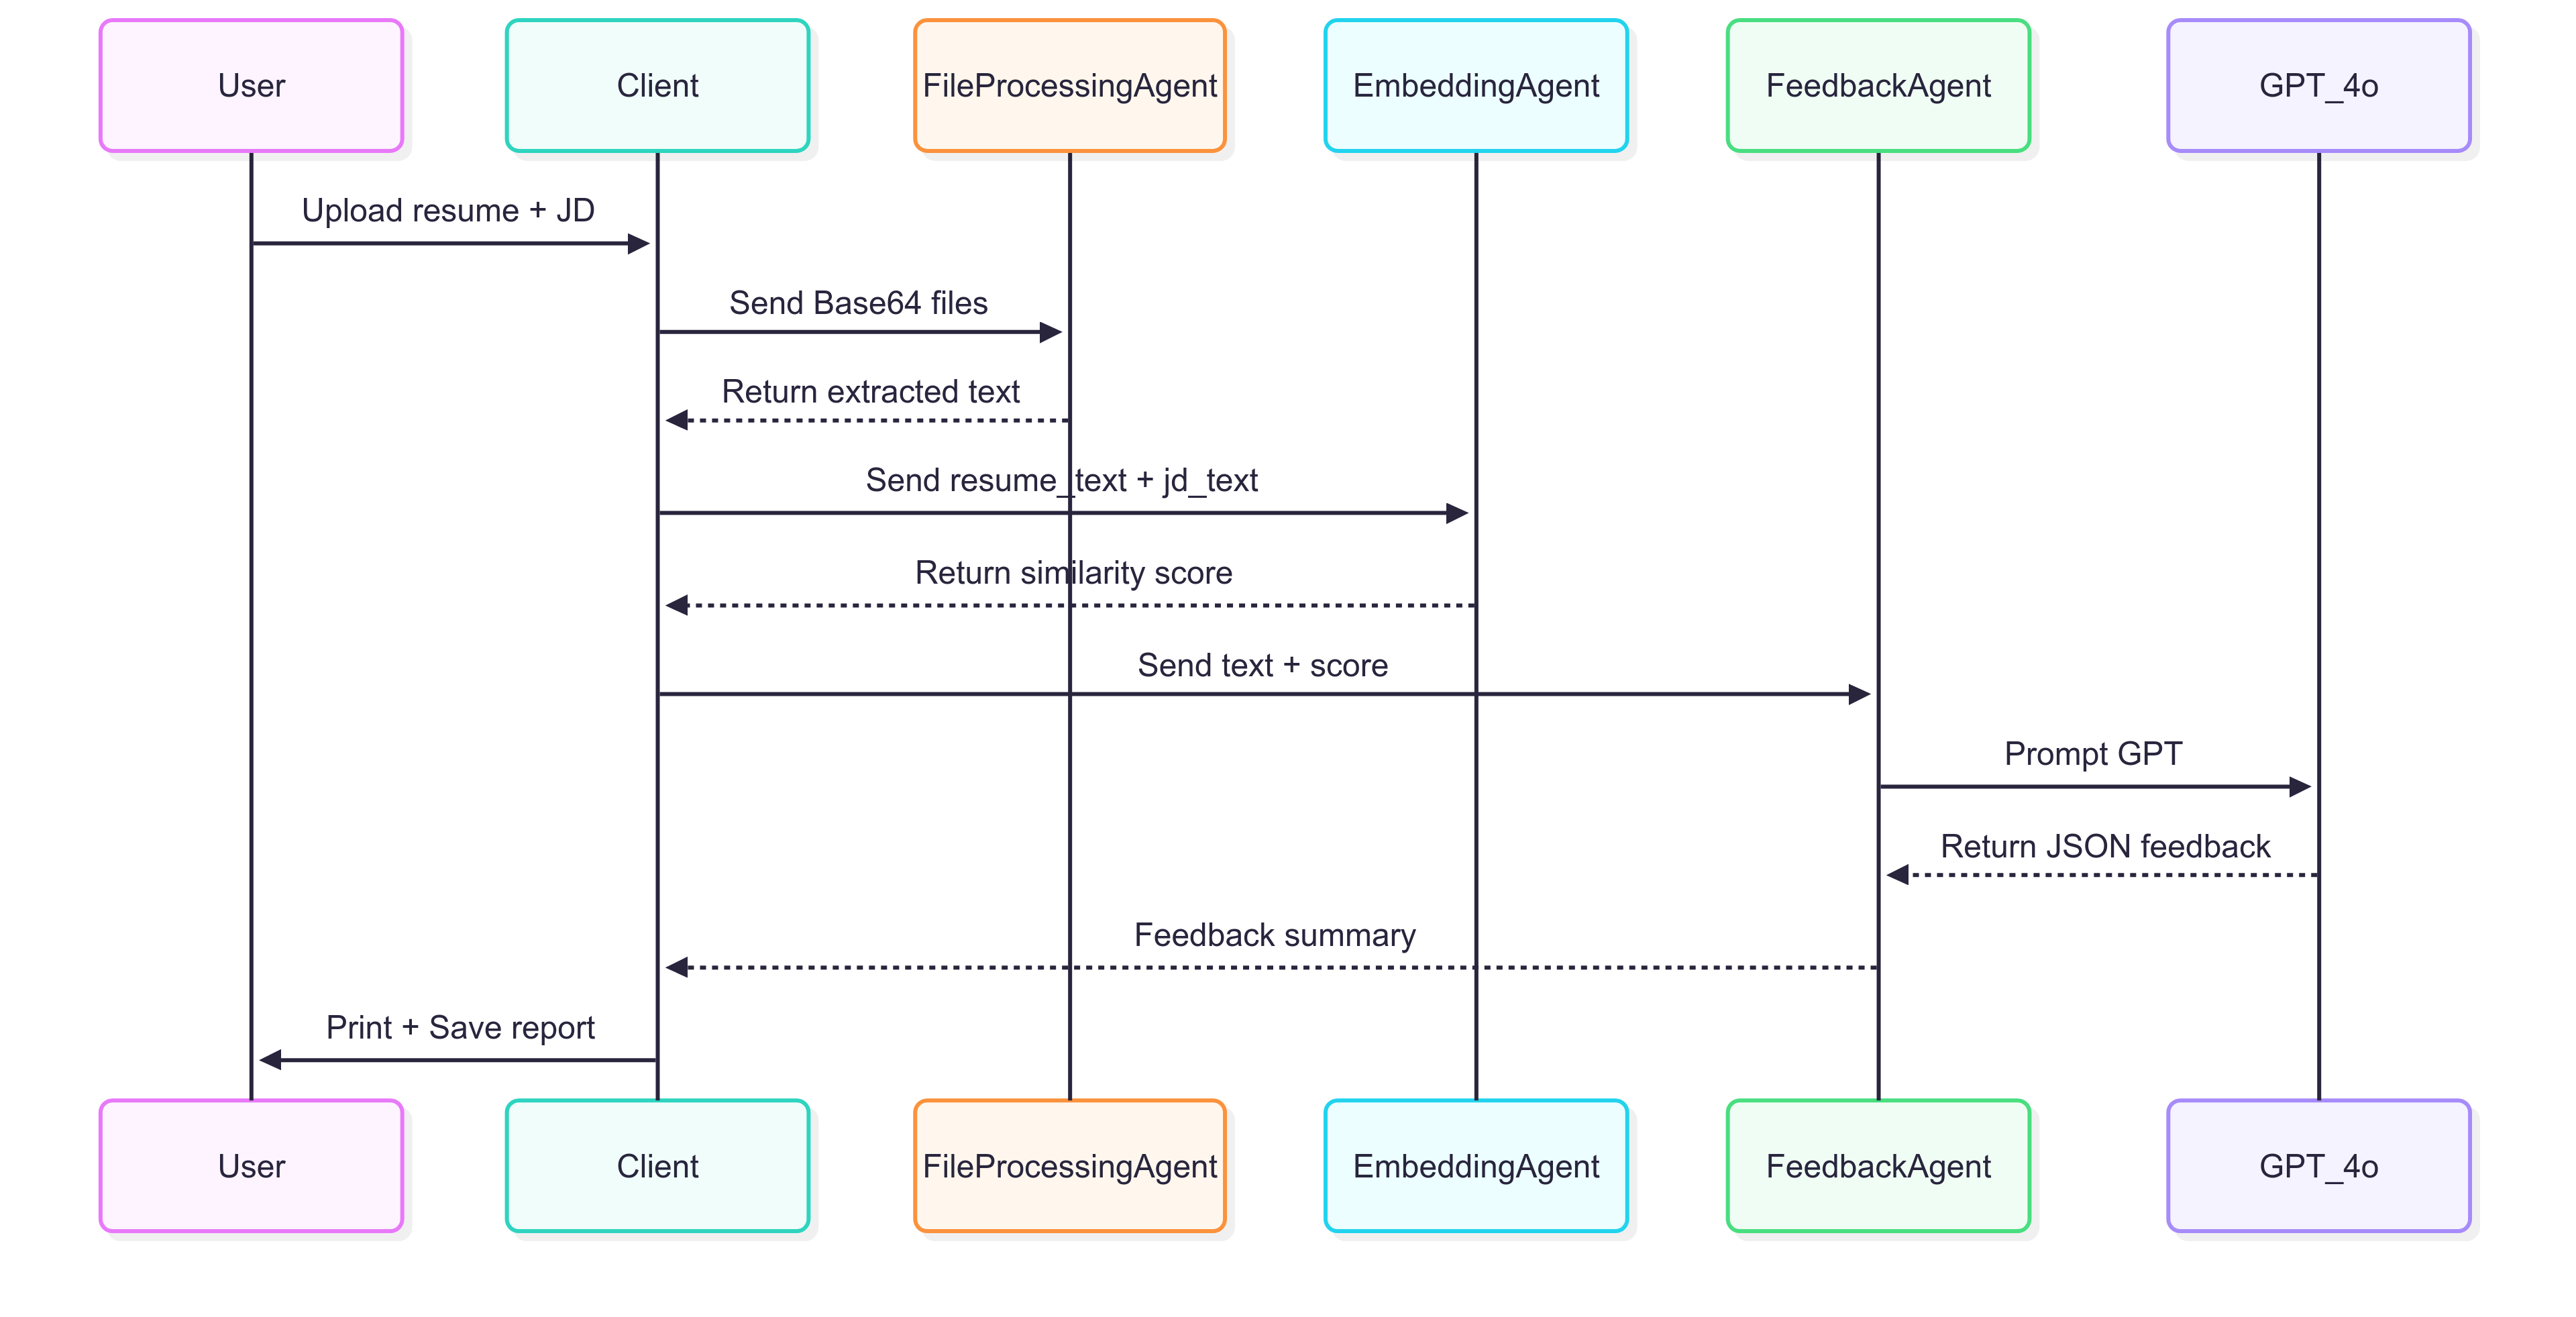 User
Client
FileProcessingAgent
EmbeddingAgent
FeedbackAgent
GPT_4o
Upload resume + JD
Send Base64 files
Return extracted text
Send resume_text + jd_text
Return similarity score
Send text + score
Prompt GPT
Return JSON feedback
Feedback summary
Print + Save report
User
Client
FileProcessingAgent
EmbeddingAgent
FeedbackAgent
GPT_4o